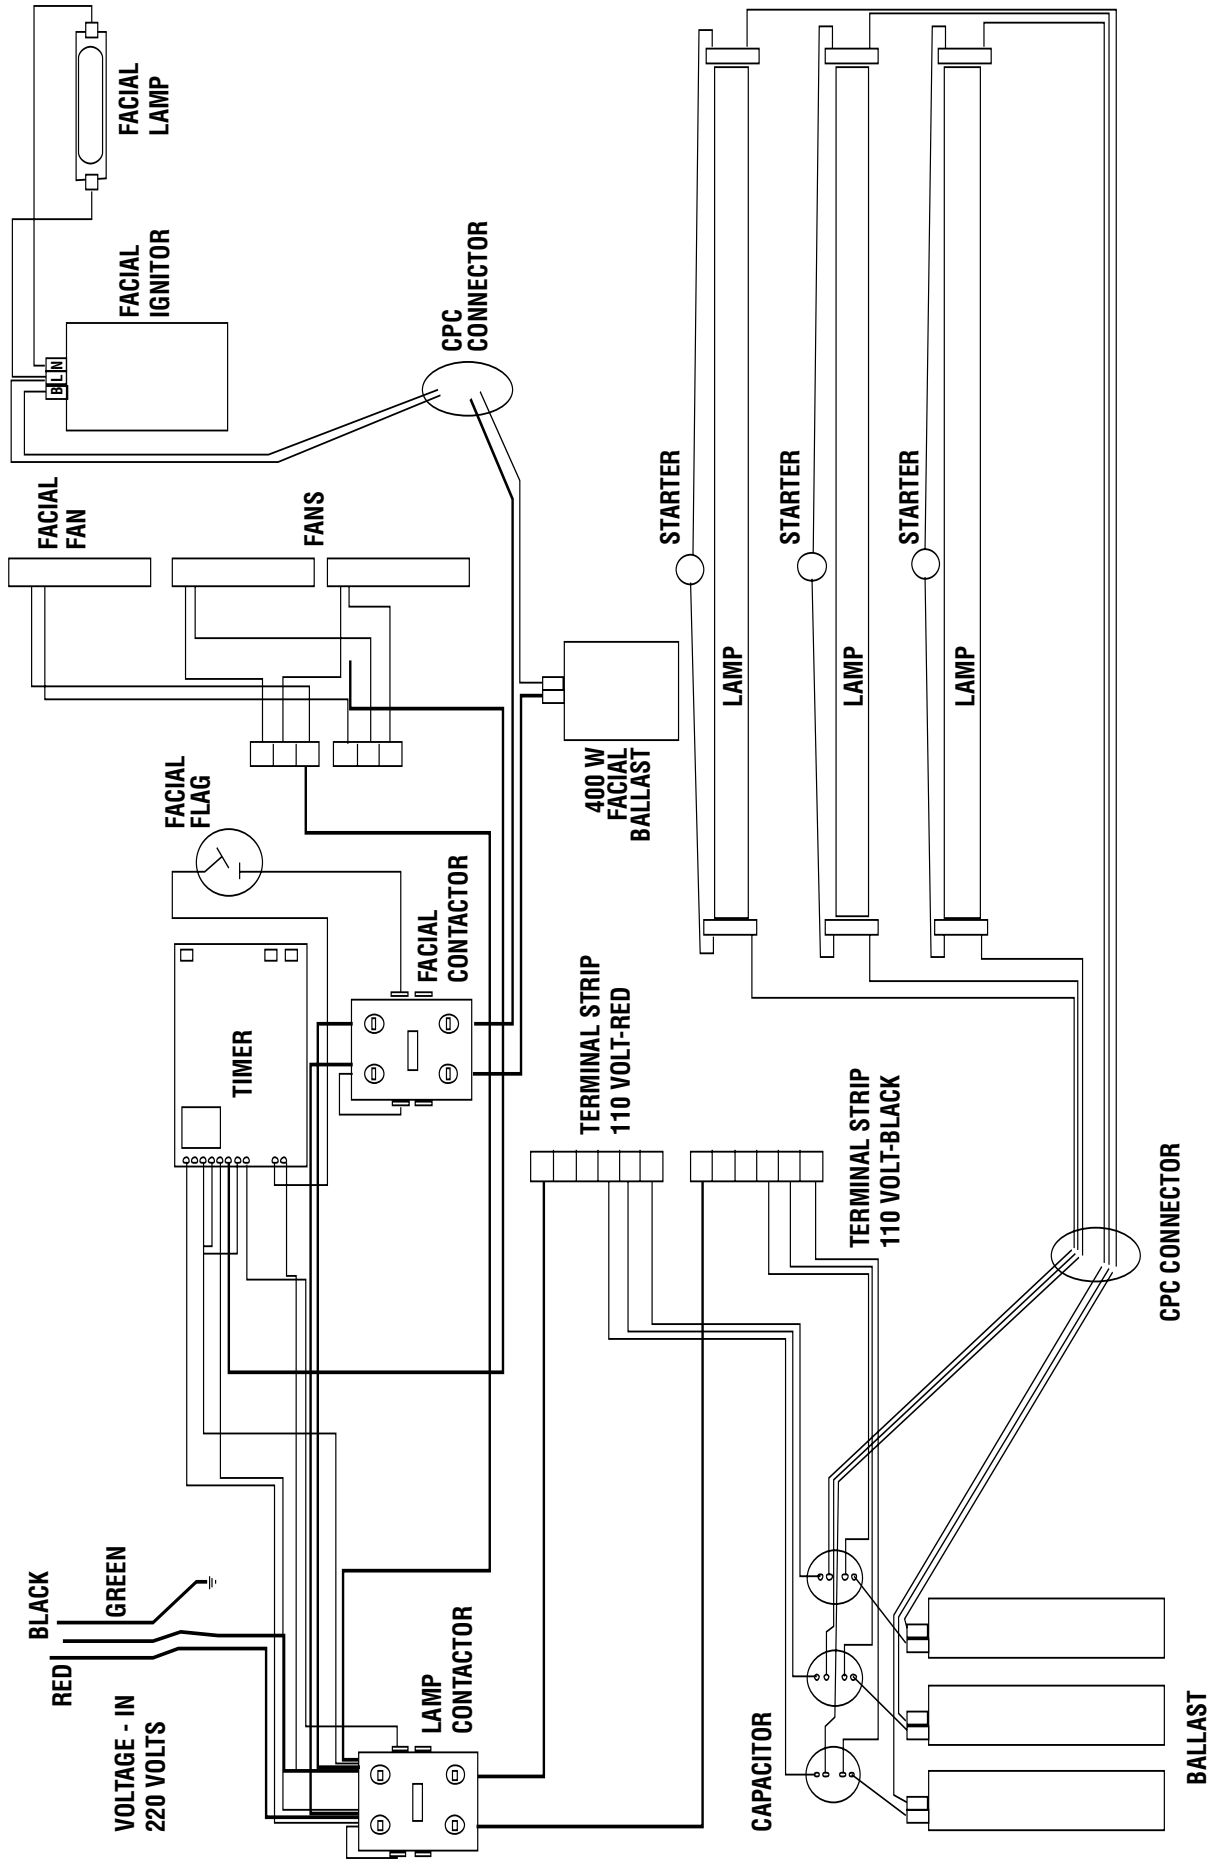 VOLTAGE - IN
220 VOLTS
RED
BLACK
GREEN
LAMP
CONTACTOR
TIMER
FACIAL
FLAG
FACIAL
CONTACTOR
FACIAL
FAN
FANS
FACIAL
IGNITOR
B L N
FACIAL
LAMP
CPC
CONNECTOR
400 W
FACIAL
BALLAST
TERMINAL STRIP
110 VOLT-RED
TERMINAL STRIP
110 VOLT-BLACK
STARTER
STARTER
STARTER
LAMP
LAMP
LAMP
CAPACITOR
BALLAST
CPC CONNECTOR